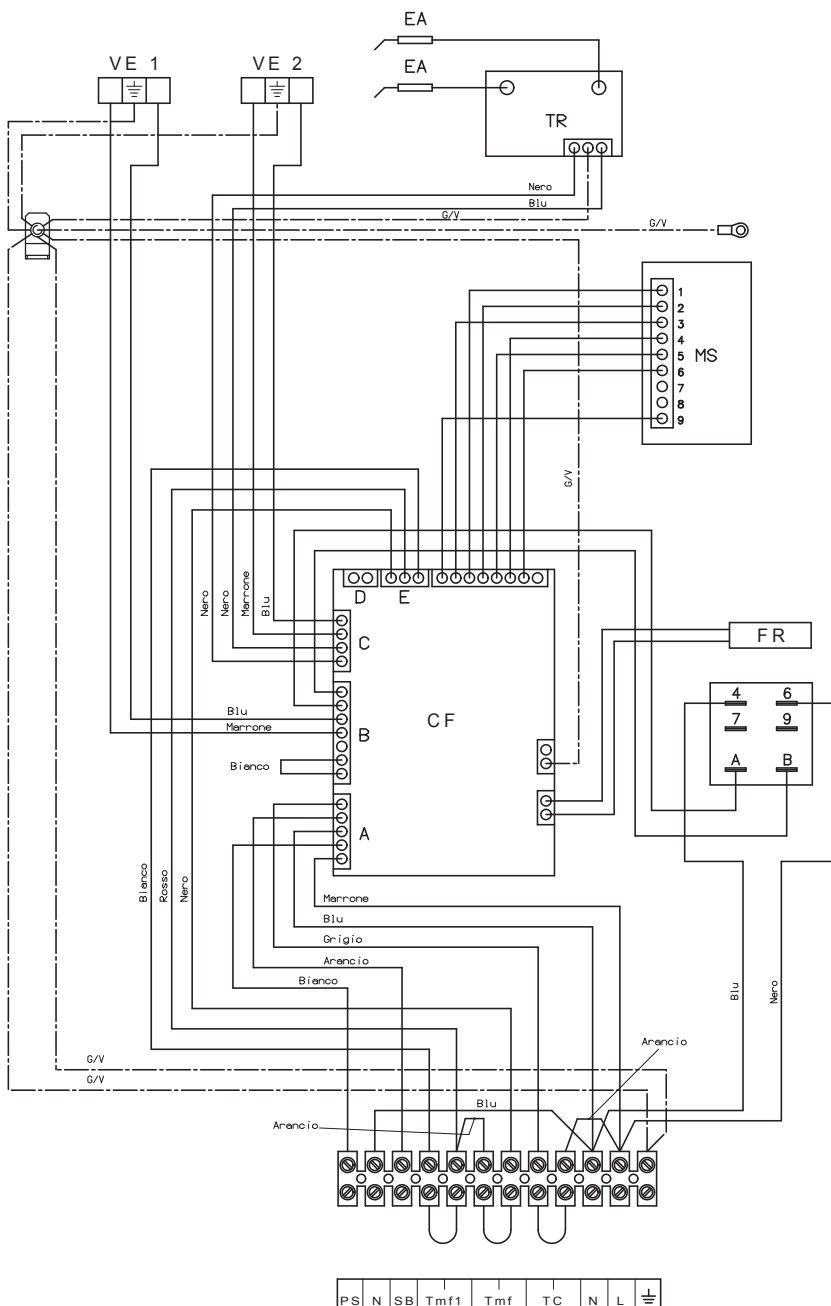 EA
VE 1
VE 2
EA
TR
Nero
Blu
G/V
G/V
1
2
3
4
5
6
7
8
9
MS
G/V
Nero
Nero
Marrone
Blu
D
E
C
FR
4
6
7
9
A
B
Blu
Marrone
B
CF
Bianco
A
Bianco
Rosso
Nero
Marrone
Blu
Grigio
Arancio
Bianco
Blu
Nero
Arancio
G/V
G/V
Blu
Arancio
PS N SB Tmf1 Tmf TC N L